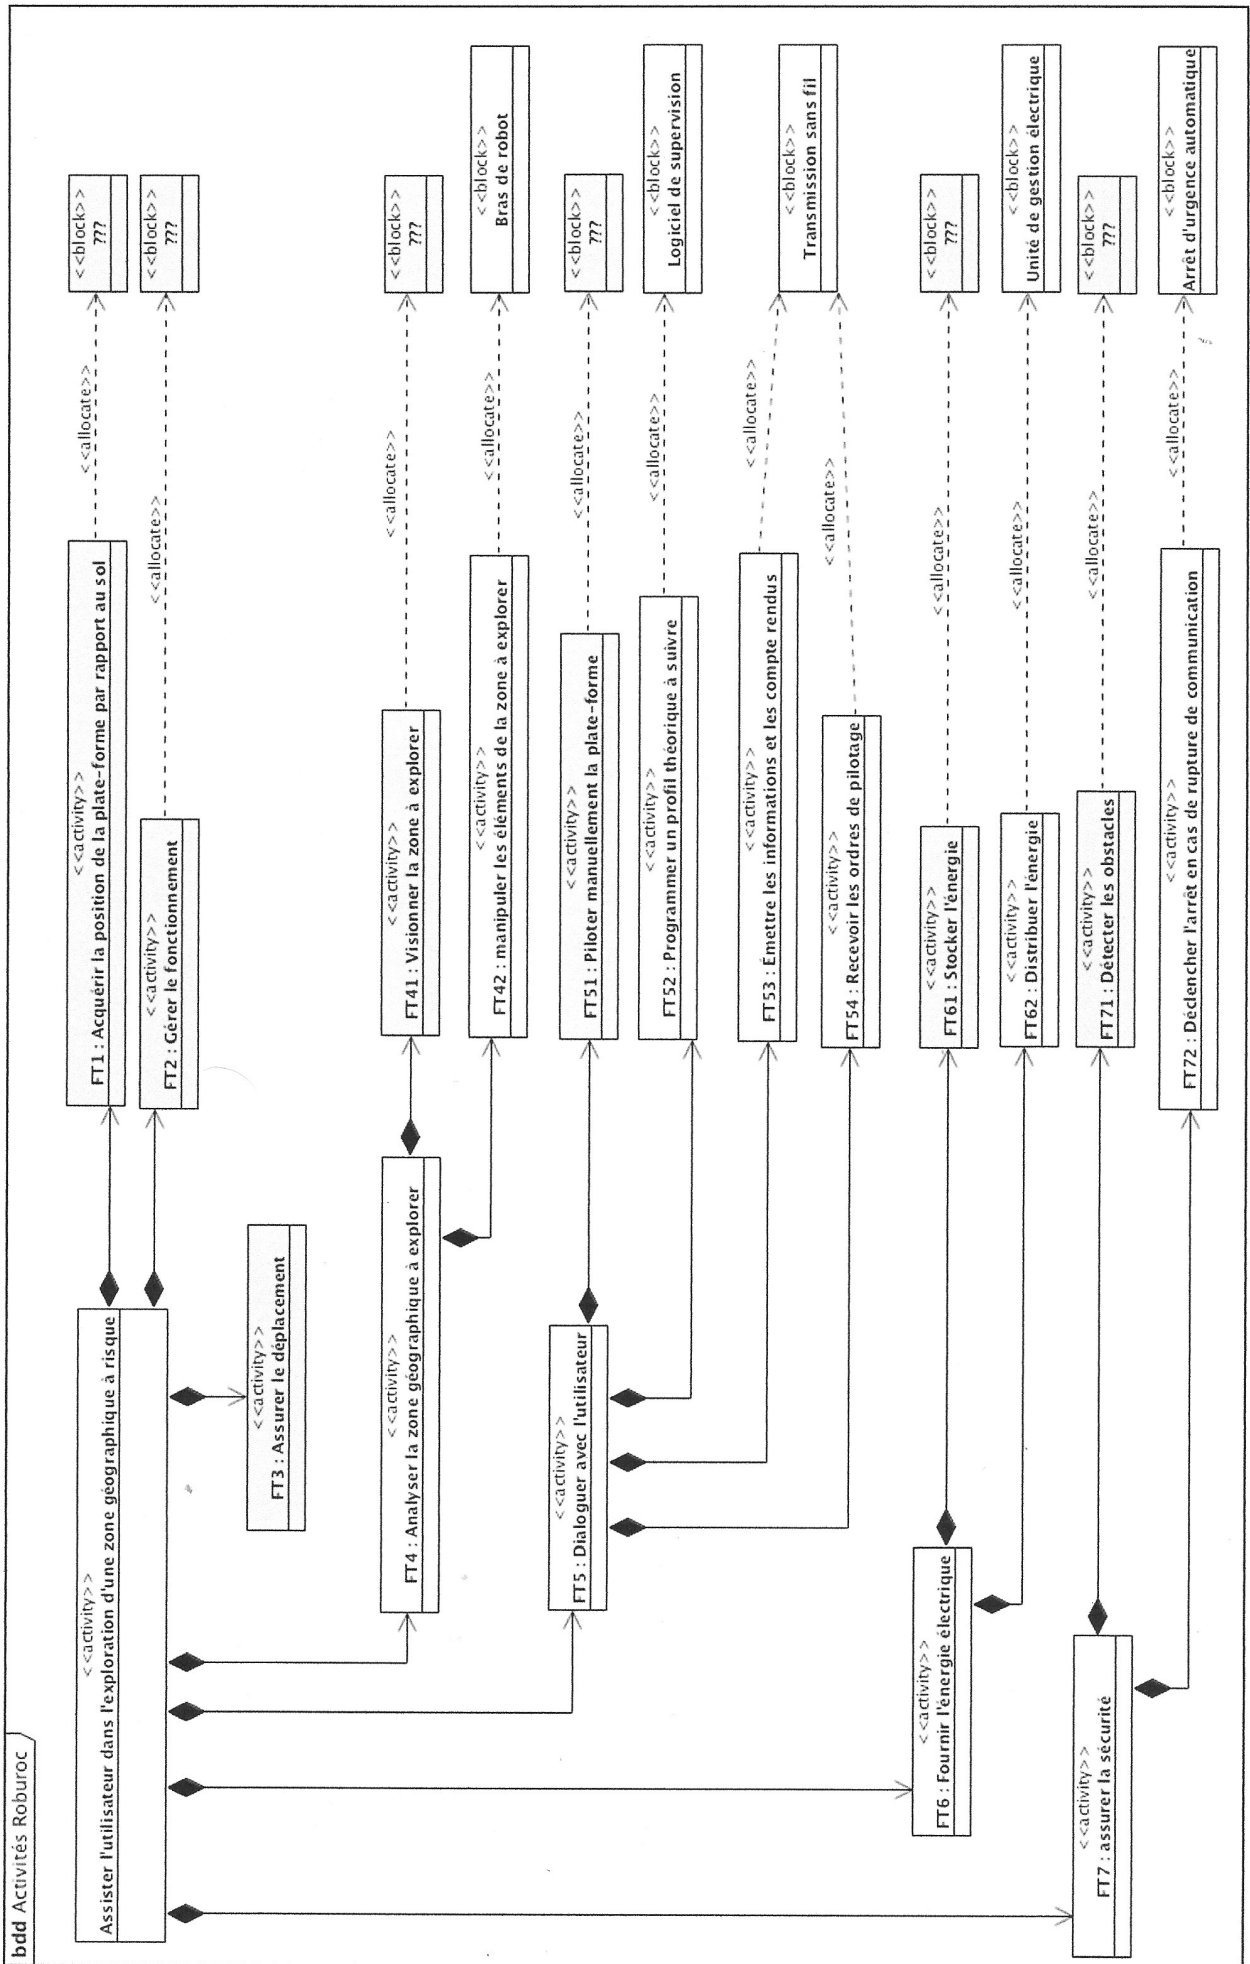 bdd Activités Roburoc
<<activity>>
Assister l'utilisateur dans l'exploration d'une zone géographique à risque
<<activity>>
FT1 : Acquérir la position de la plate-forme par rapport au sol
<<allocate>>
<<block>>
???
<<activity>>
FT2 : Gérer le fonctionnement
<<allocate>>
<<block>>
???
<<activity>>
FT3 : Assurer le déplacement
<<activity>>
FT4 : Analyser la zone géographique à explorer
<<activity>>
FT41 : Visionner la zone à explorer
<<allocate>>
<<block>>
???
<<activity>>
FT42 : manipuler les éléments de la zone à explorer
<<allocate>>
<<block>>
Bras de robot
<<activity>>
FT5 : Dialoguer avec l'utilisateur
<<activity>>
FT51 : Piloter manuellement la plate-forme
<<allocate>>
<<block>>
???
<<activity>>
FT52 : Programmer un profil théorique à suivre
<<allocate>>
<<block>>
Logiciel de supervision
<<activity>>
FT53 : Emettre les informations et les compte rendus
<<allocate>>
<<block>>
Transmission sans fil
<<activity>>
FT54 : Recevoir les ordres de pilotage
<<allocate>>
<<activity>>
FT6 : Fournir l'énergie électrique
<<activity>>
FT61 : Stocker l'énergie
<<allocate>>
<<block>>
???
<<activity>>
FT62 : Distribuer l'énergie
<<allocate>>
<<block>>
Unité de gestion électrique
<<activity>>
FT7 : assurer la sécurité
<<activity>>
FT71 : Détecter les obstacles
<<allocate>>
<<block>>
???
<<activity>>
FT72 : Déclencher l'arrêt en cas de rupture de communication
<<allocate>>
<<block>>
Arrêt d'urgence automatique